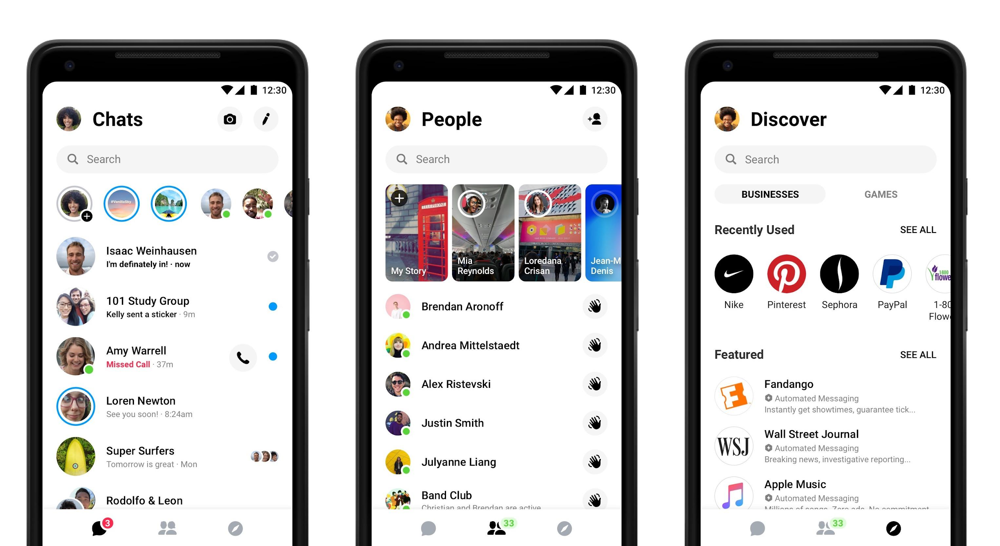 12:30
Chats
Search
#VanillaSky
Isaac Weinhausen
I'm definately in! · now
101 Study Group
Kelly sent a sticker · 9m
Amy Warrell
Missed Call · 37m
Loren Newton
See you soon! · 8:24am
Super Surfers
Tomorrow is great · Mon
Rodolfo & Leon
3
12:30
People
Search
TELEPHONE
My Story
Mia
Reynolds
Loredana
Crisan
Jean-M
Denis
Brendan Aronoff
Andrea Mittelstaedt
Alex Ristevski
Justin Smith
Julyanne Liang
Band Club
Christian and Brendan are active
33
12:30
Discover
Search
BUSINESSES
GAMES
Recently Used
SEE ALL
1-800
flowe
Nike
Pinterest
Sephora
PayPal
1-80
Flow
Featured
SEE ALL
Fandango
Automated Messaging
Instantly get showtimes, guarantee tick...
WSJ
Wall Street Journal
Automated Messaging
Breaking news, investigative reporting...
Apple Music
Automated Messaging
Millions of songs. Zero ads. No commitment
33